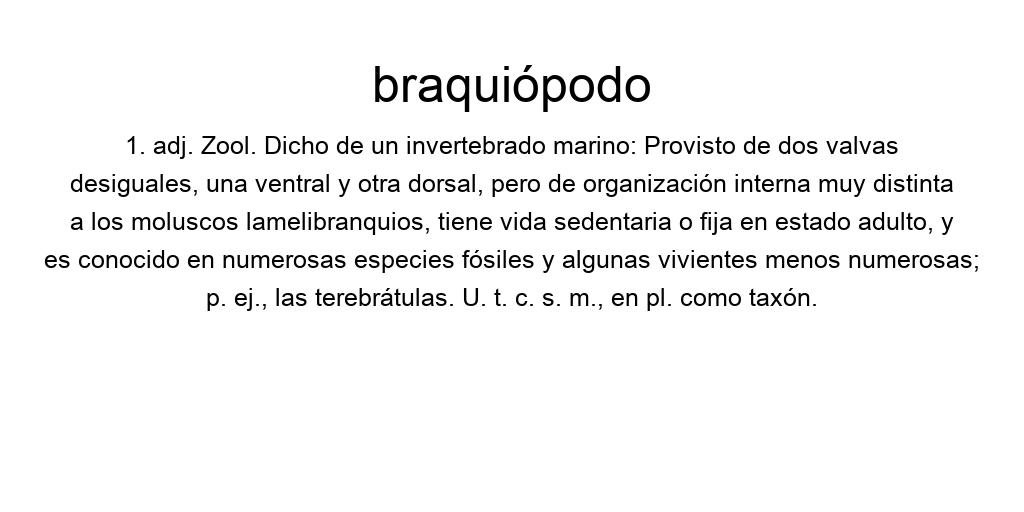 braquiópodo
1. adj. Zool. Dicho de un invertebrado marino: Provisto de dos valvas
desiguales, una ventral y otra dorsal, pero de organización interna muy distinta
a los moluscos lamelibranquios, tiene vida sedentaria o fija en estado adulto, y
es conocido en numerosas especies fósiles y algunas vivientes menos numerosas;
p. ej., las terebrátulas. U. t. c. s. m., en pl. como taxón.